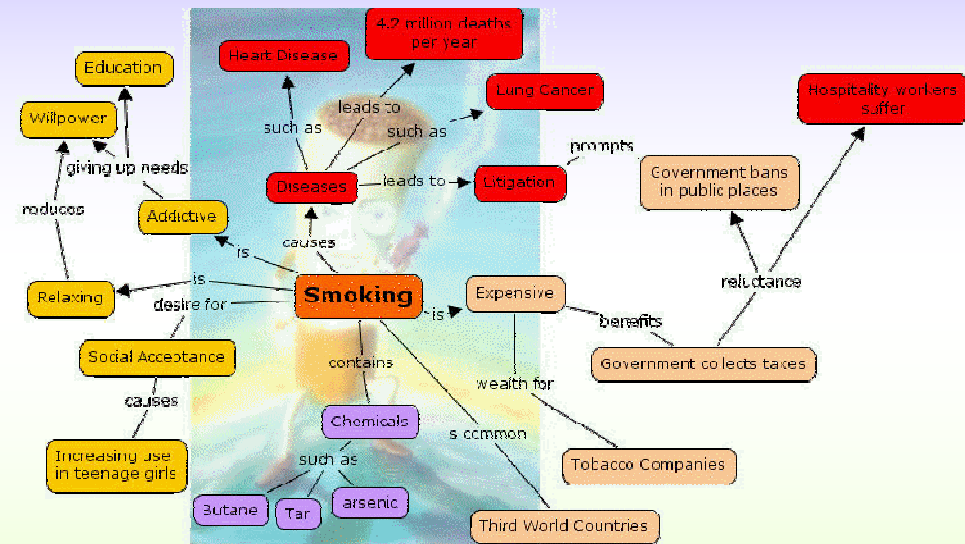 4.2 million deaths
per year
Heart Disease
Education
Lung Cancer
Hospitality workers
suffer
leads to
Willpower
such as
such as
prompts
giving up needs
Government bans
in public places
Diseases
leads to
Litigation
reduces
Addictive
causes
is
is
reluctance
Relaxing
desire for
Smoking
is
Expensive
benefits
Social Acceptance
contains
Government collects taxes
wealth for
causes
Chemicals
s common
Increasing use
in teenage girls
such as
Tobacco Companies
Butane
Tar
arsenic
Third World Countries